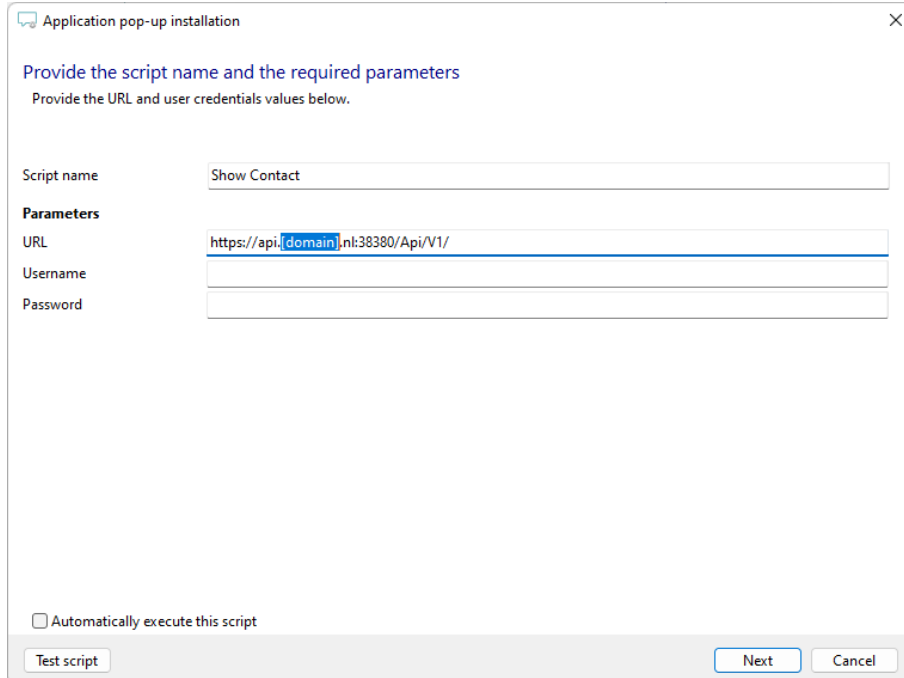 Application pop-up installation
Provide the script name and the required parameters
Provide the URL and user credentials values below.
Script name Show Contact
Parameters
URL https://api.[domain].nl:38380/Api/V1/
Username
Password
Automatically execute this script
Test script Next Cancel